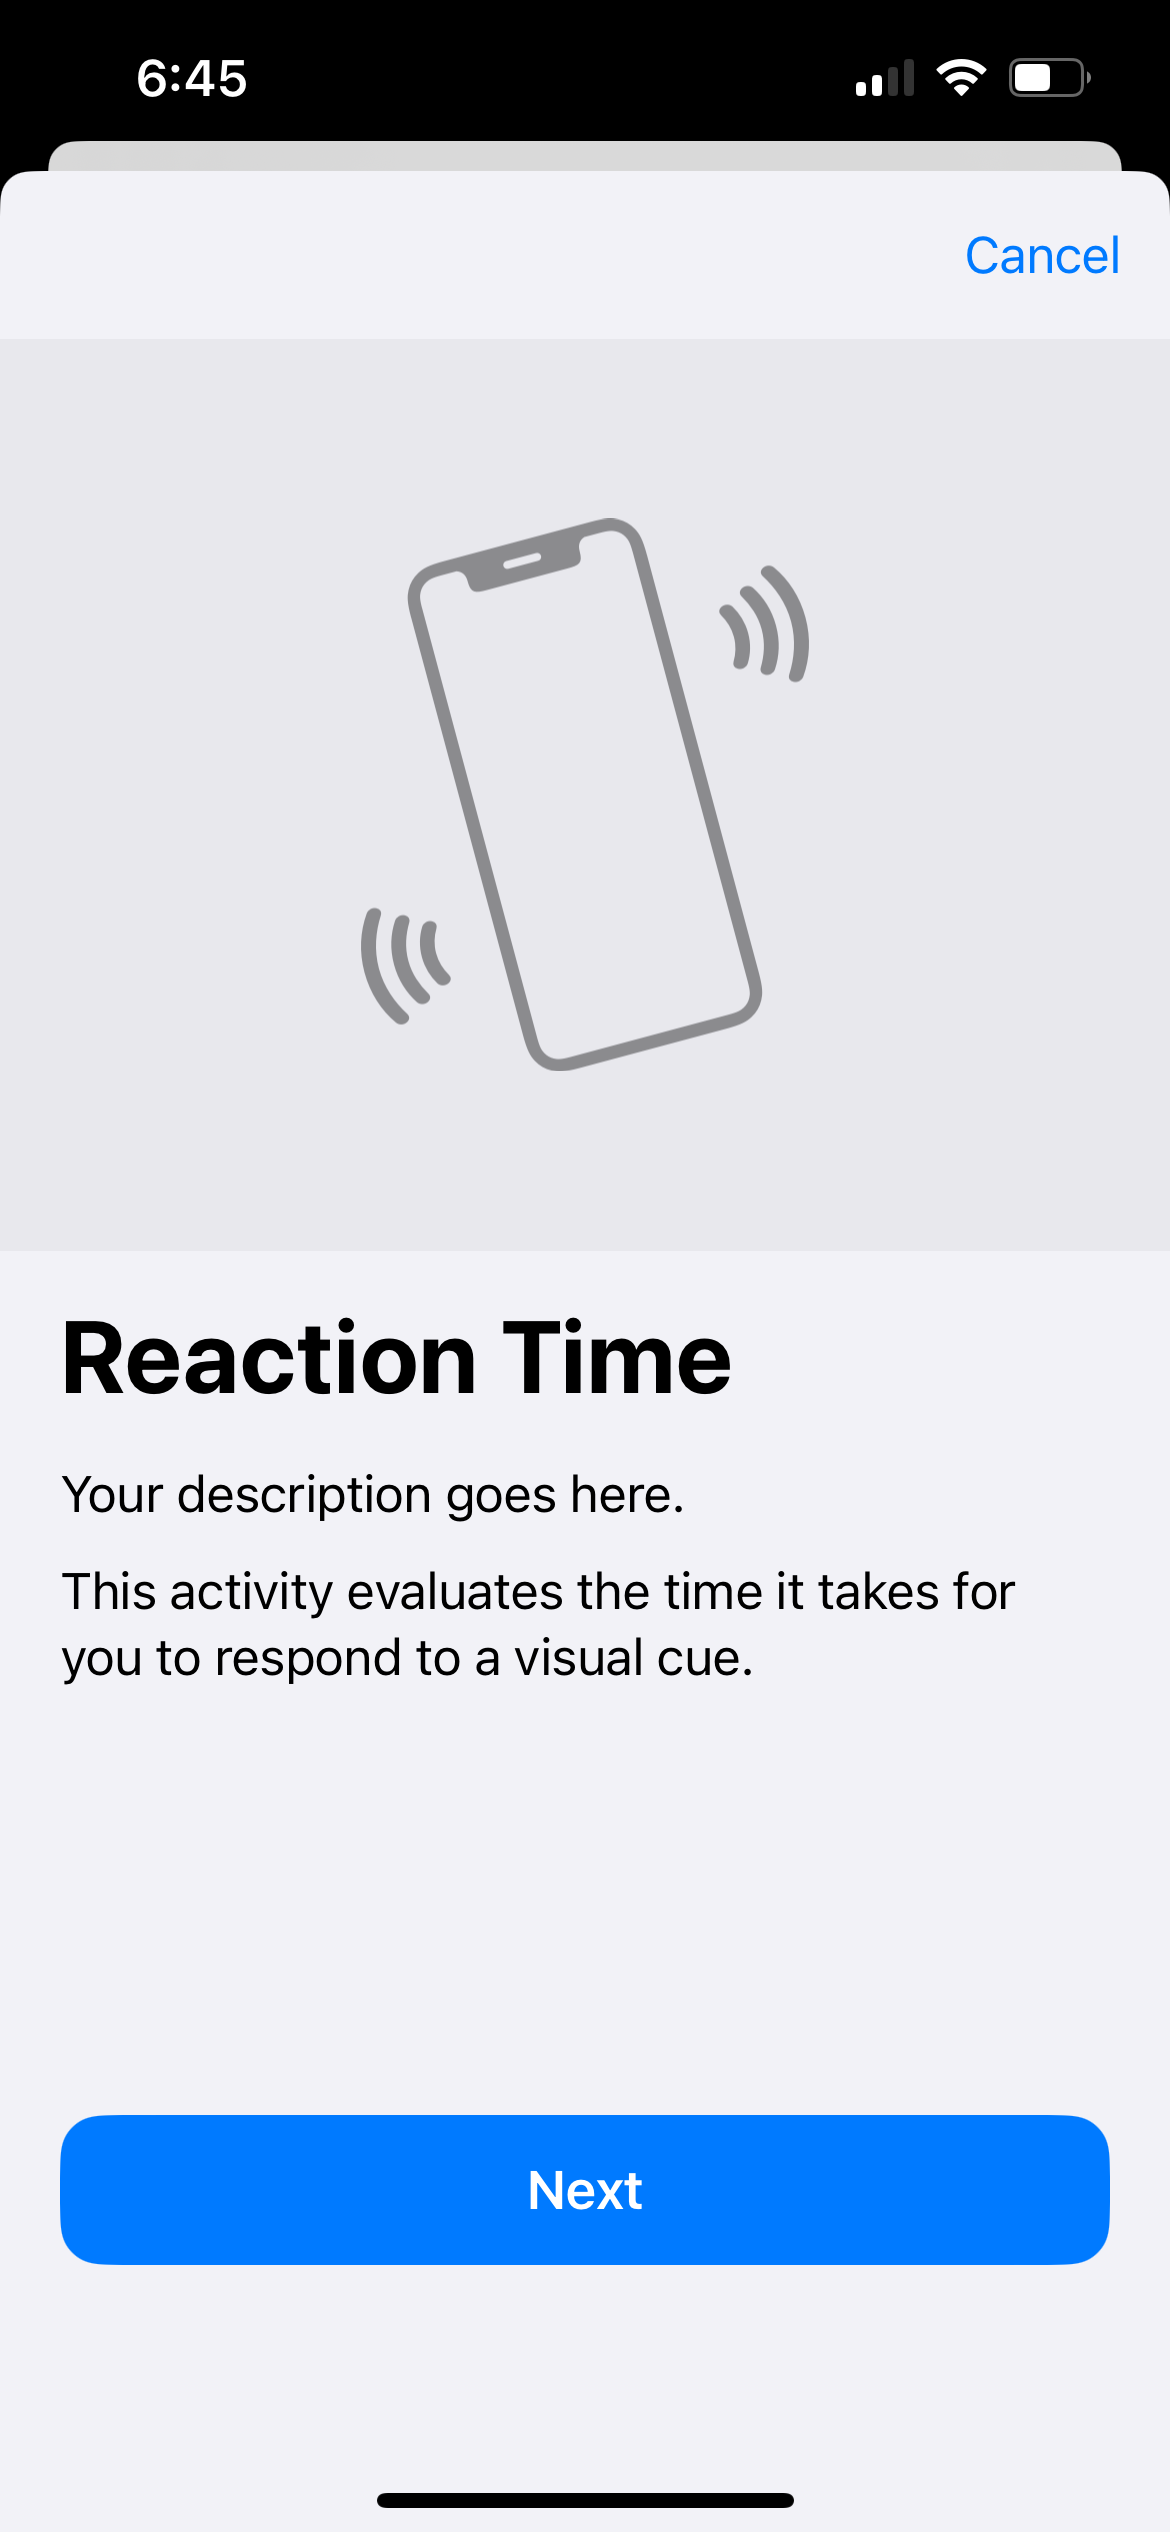 6:45
Cancel
Reaction Time
Your description goes here.
This activity evaluates the time it takes for
you to respond to a visual cue.
Next